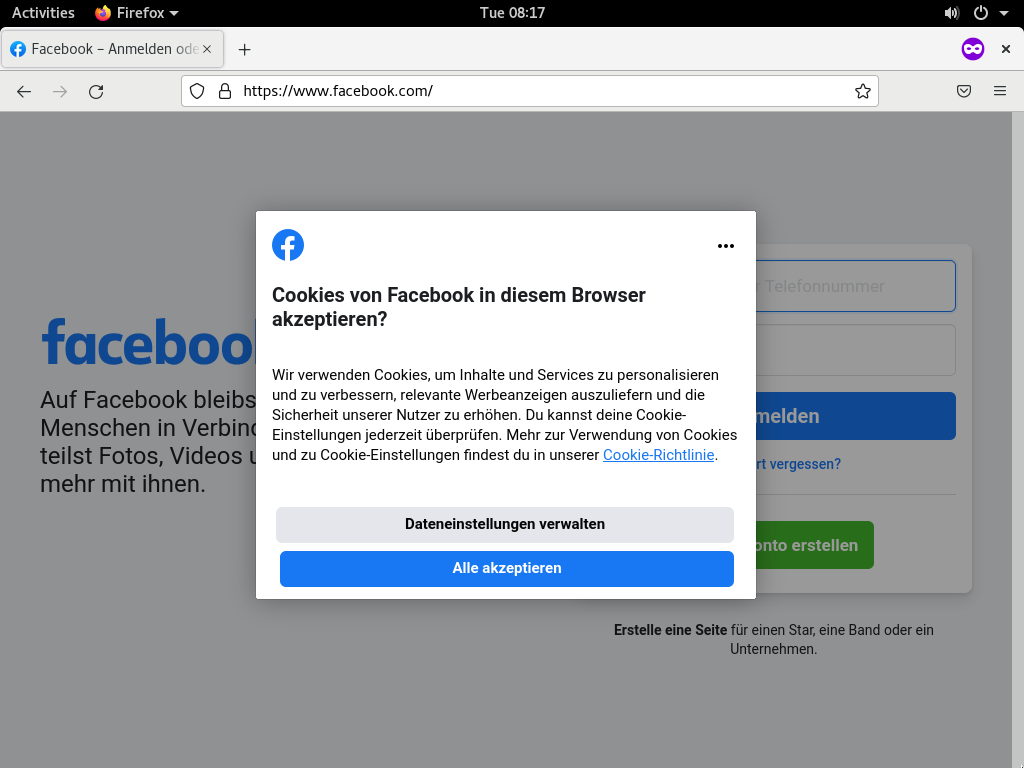 Activities
Firefox
Tue 08:17
Facebook – Anmelden ode
https://www.facebook.com/
Cookies von Facebook in diesem Browser
akzeptieren?
Wir verwenden Cookies, um Inhalte und Services zu personalisieren
und zu verbessern, relevante Werbeanzeigen auszuliefern und die
Sicherheit unserer Nutzer zu erhöhen. Du kannst deine Cookie-
Einstellungen jederzeit überprüfen. Mehr zur Verwendung von Cookies
und zu Cookie-Einstellungen findest du in unserer Cookie-Richtlinie.
Dateneinstellungen verwalten
Alle akzeptieren
faceboo
Auf Facebook bleibs
Menschen in Verbin
teilst Fotos, Videos u
mehr mit ihnen.
r Telefonnummer
melden
rt vergessen?
onto erstellen
Erstelle eine Seite für einen Star, eine Band oder ein
Unternehmen.